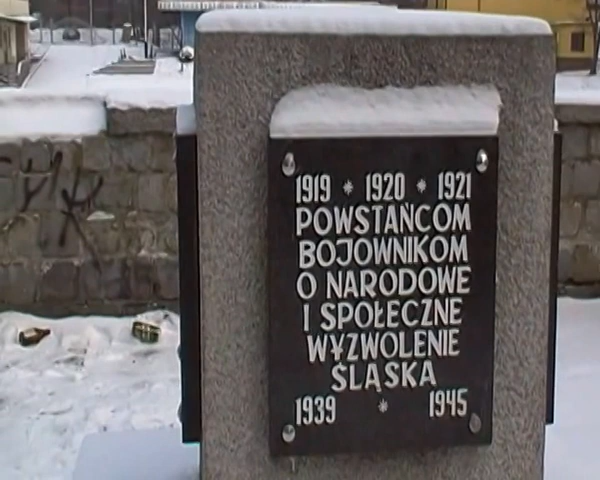 1919 * 1920 * 1921
POWSTAŃCOM
BOJOWNIKOM
O NARODOWE
I SPOŁECZNE
WYZWOLENIE
ŚLĄSKA
1939 * 1945